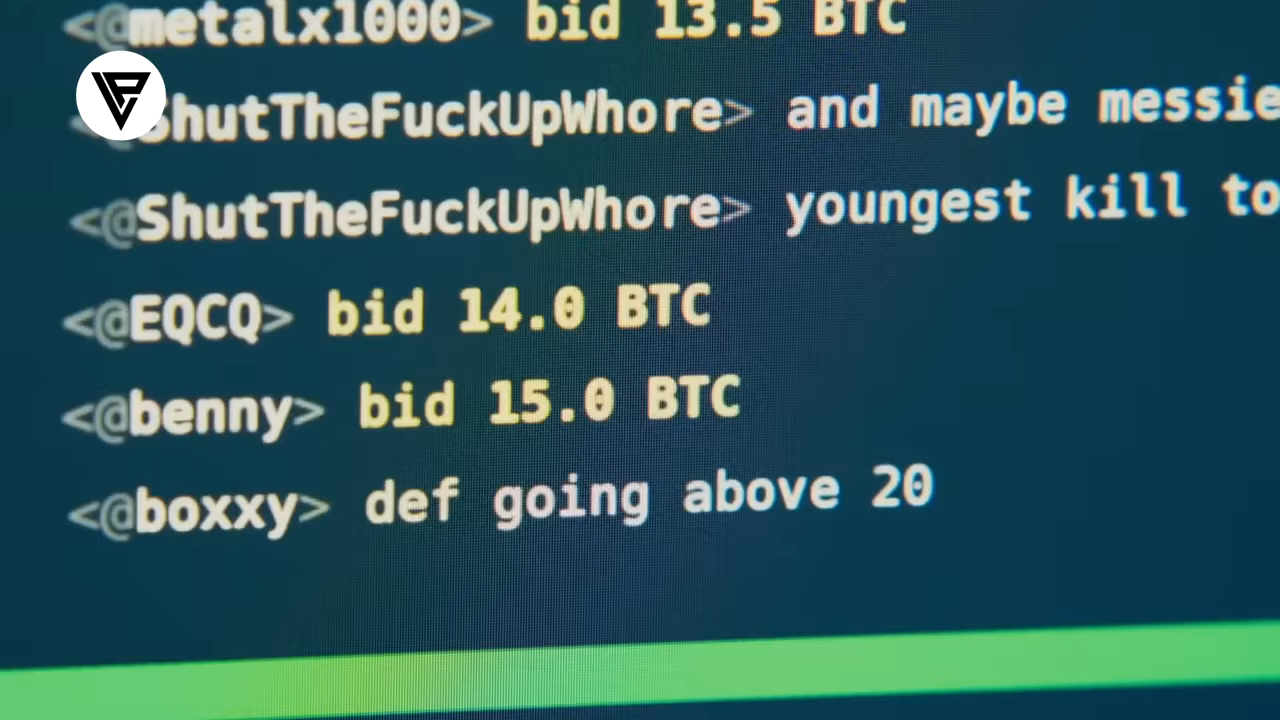 <@metalx1000> bid 13.5 BTC
<@ShutTheFuckUpWhore> and maybe messie
<@ShutTheFuckUpWhore> youngest kill to
<@EQCQ> bid 14.0 BTC
<@benny> bid 15.0 BTC
<@boxxy> def going above 20